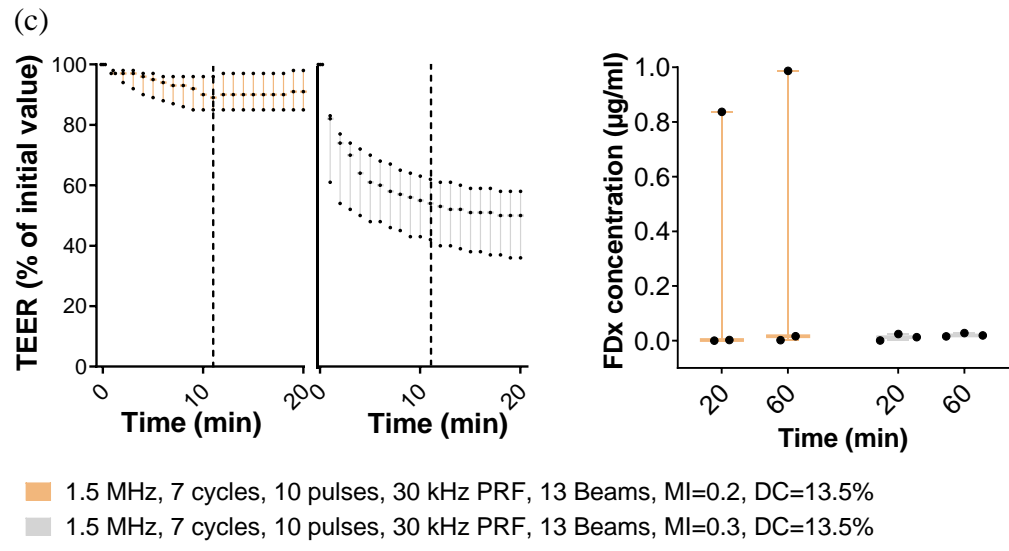 (c)
TEER (% of initial value)
100
80
60
40
20
0
0
10
20
Time (min)
0
10
20
Time (min)
FDx concentration (µg/ml)
1.0
0.8
0.6
0.4
0.2
0.0
20
60
20
60
Time (min)
1.5 MHz, 7 cycles, 10 pulses, 30 kHz PRF, 13 Beams, MI=0.2, DC=13.5%
1.5 MHz, 7 cycles, 10 pulses, 30 kHz PRF, 13 Beams, MI=0.3, DC=13.5%